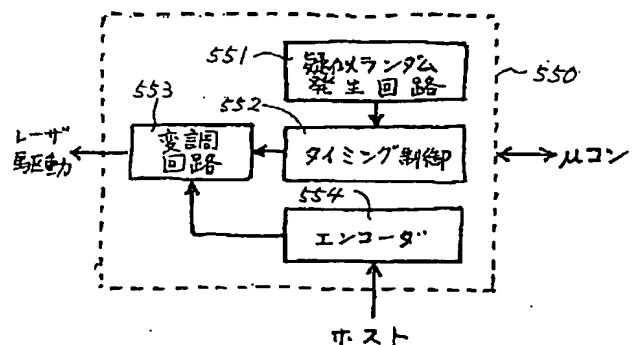 551
疑似ランダム
発生回路
550
553
552
レーザ
駆動
変調
回路
タイミング制御
μコン
554
エンコーダ
ホスト